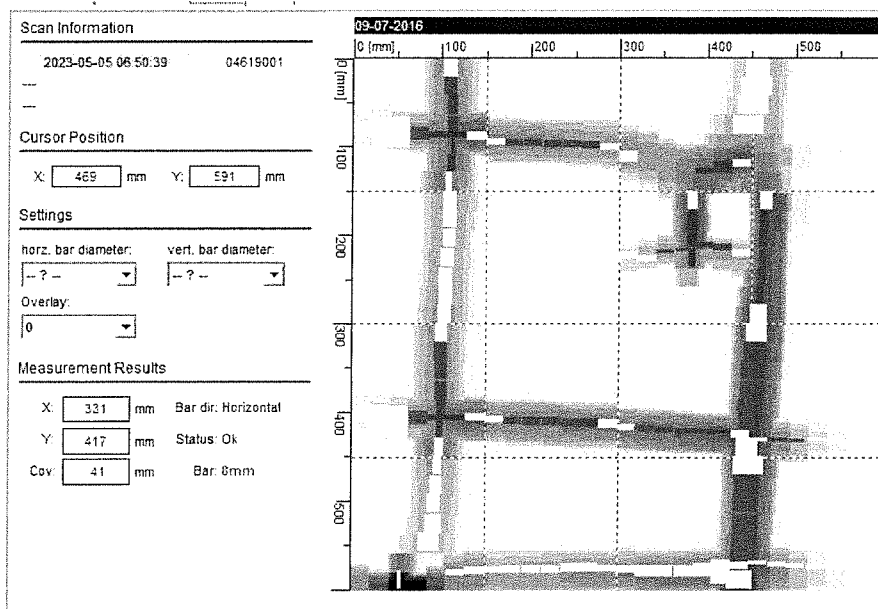 Scan Information
2023-05-05 06:50:39 04619001
---
---
Cursor Position
X: 469 mm Y: 591 mm
Settings
horz. bar diameter: vert. bar diameter:
-- ? -- -- ? --
Overlay:
0
Measurement Results
X: 331 mm Bar dir: Horizontal
Y: 417 mm Status: Ok
Cov: 41 mm Bar: 8mm
09-07-2016
0 [mm] 100 200 300 400 500
0 [mm]
100
200
300
400
500